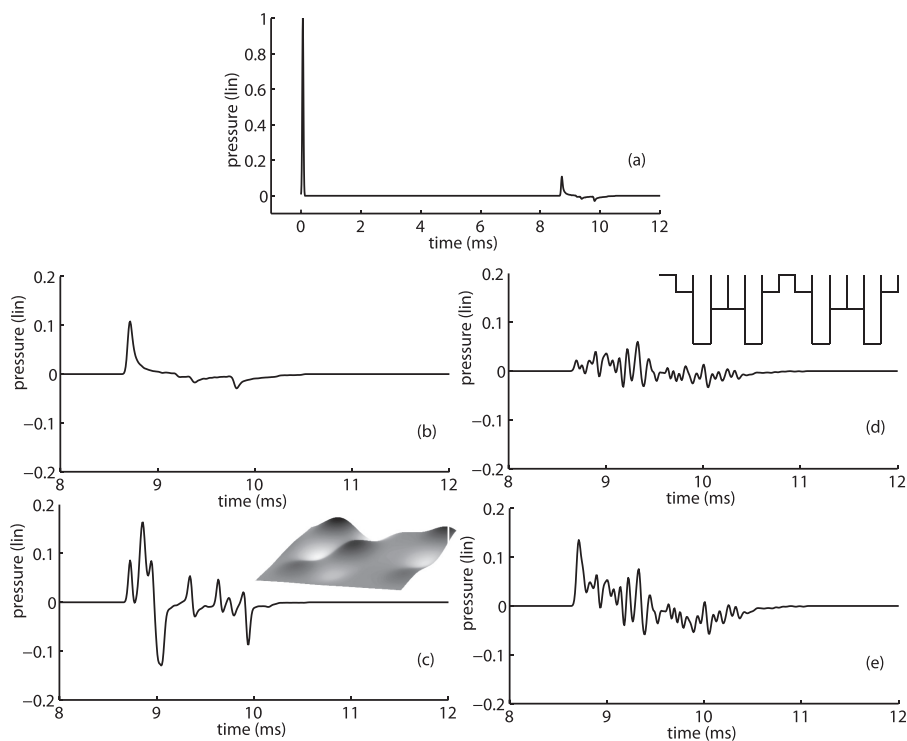 1
0.8
0.6
0.4
0.2
0
pressure (lin)
(a)
0 2 4 6 8 10 12
time (ms)
0.2
0.1
0
−0.1
−0.2
pressure (lin)
(b)
8 9 10 11 12
time (ms)
0.2
0.1
0
−0.1
−0.2
pressure (lin)
(d)
8 9 10 11 12
time (ms)
0.2
0.1
0
−0.1
−0.2
pressure (lin)
(c)
8 9 10 11 12
time (ms)
0.2
0.1
0
−0.1
−0.2
pressure (lin)
(e)
8 9 10 11 12
time (ms)